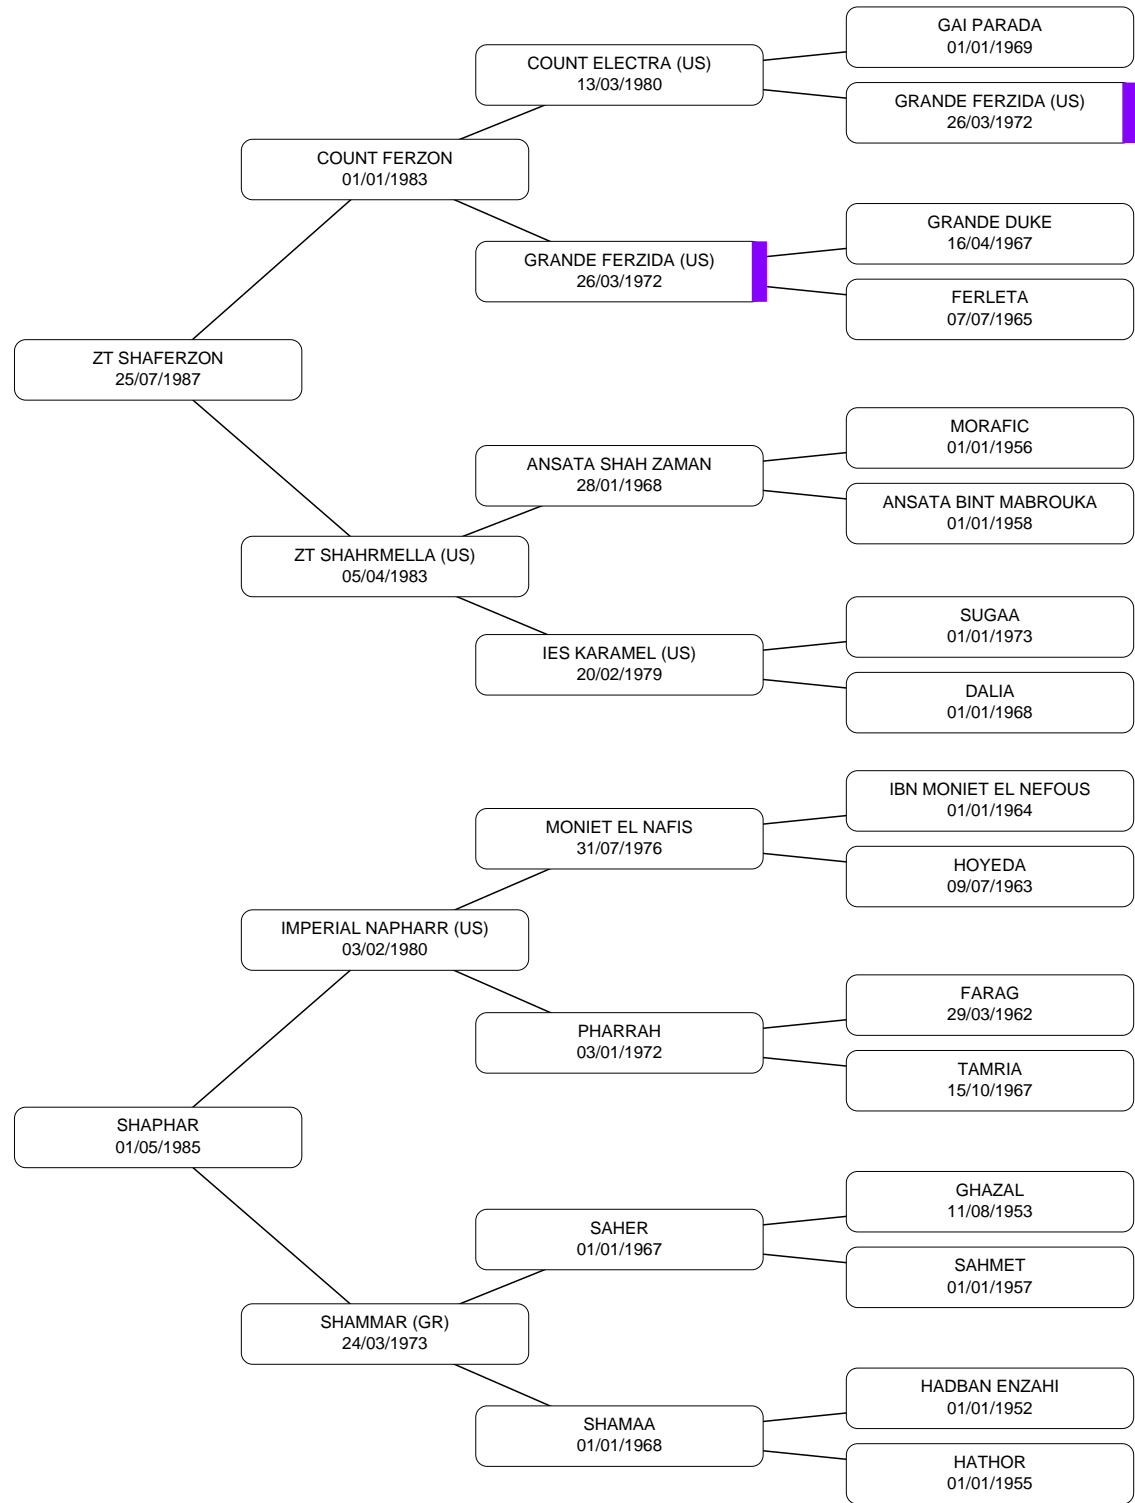 GAI PARADA
01/01/1969
COUNT ELECTRA (US)
13/03/1980
GRANDE FERZIDA (US)
26/03/1972
COUNT FERZON
01/01/1983
GRANDE DUKE
16/04/1967
GRANDE FERZIDA (US)
26/03/1972
FERLETA
07/07/1965
ZT SHAFERZON
25/07/1987
MORAFIC
01/01/1956
ANSATA SHAH ZAMAN
28/01/1968
ANSATA BINT MABROUKA
01/01/1958
ZT SHAHRMELLA (US)
05/04/1983
SUGAA
01/01/1973
IES KARAMEL (US)
20/02/1979
DALIA
01/01/1968
IBN MONIET EL NEFOUS
01/01/1964
MONIET EL NAFIS
31/07/1976
HOYEDA
09/07/1963
IMPERIAL NAPHARR (US)
03/02/1980
FARAG
29/03/1962
PHARRAH
03/01/1972
TAMRIA
15/10/1967
SHAPHAR
01/05/1985
GHAZAL
11/08/1953
SAHER
01/01/1967
SAHMET
01/01/1957
SHAMMAR (GR)
24/03/1973
HADBAN ENZAHI
01/01/1952
SHAMAA
01/01/1968
HATHOR
01/01/1955